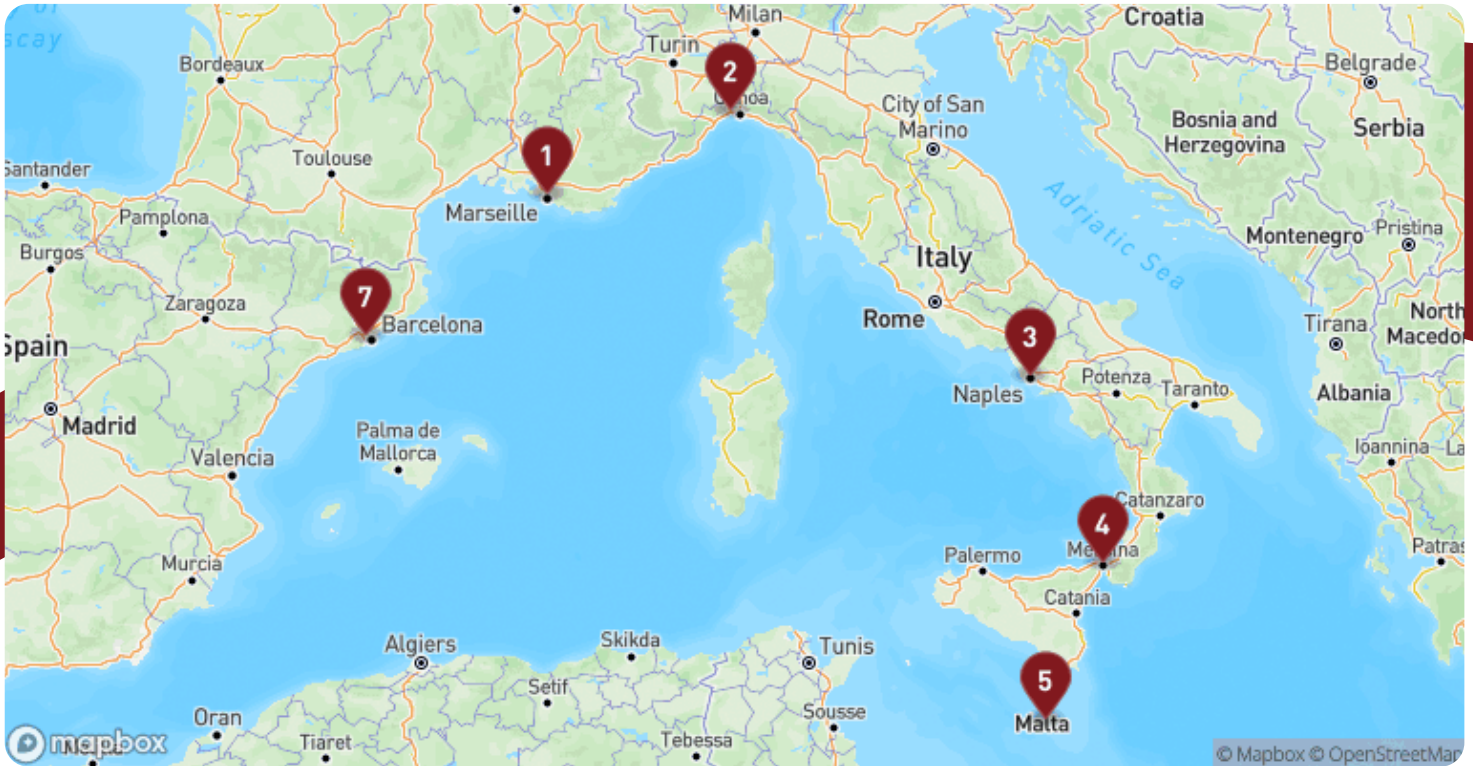 Milan
Croatia
scay
Turin
Bordeaux
2
Belgrade
City of San
Marino
Bosnia and
Herzegovina
Serbia
1
Toulouse
Santander
Marseille
Adriatic Sea
Pamplona
Burgos
Montenegro
Pristina
Italy
7
Zaragoza
Barcelona
Rome
3
Tirana
North
Macedo
Spain
Naples
Potenza
Taranto
Albania
Madrid
Palma de
Mallorca
Valencia
Ioannina
La
Catanzaro
4
Palermo
Murcia
Catania
Patras
Algiers
Skikda
Tunis
5
Setif
Malta
Oran
Sousse
Tiaret
Tebessa
mapbox
© Mapbox © OpenStreetMap